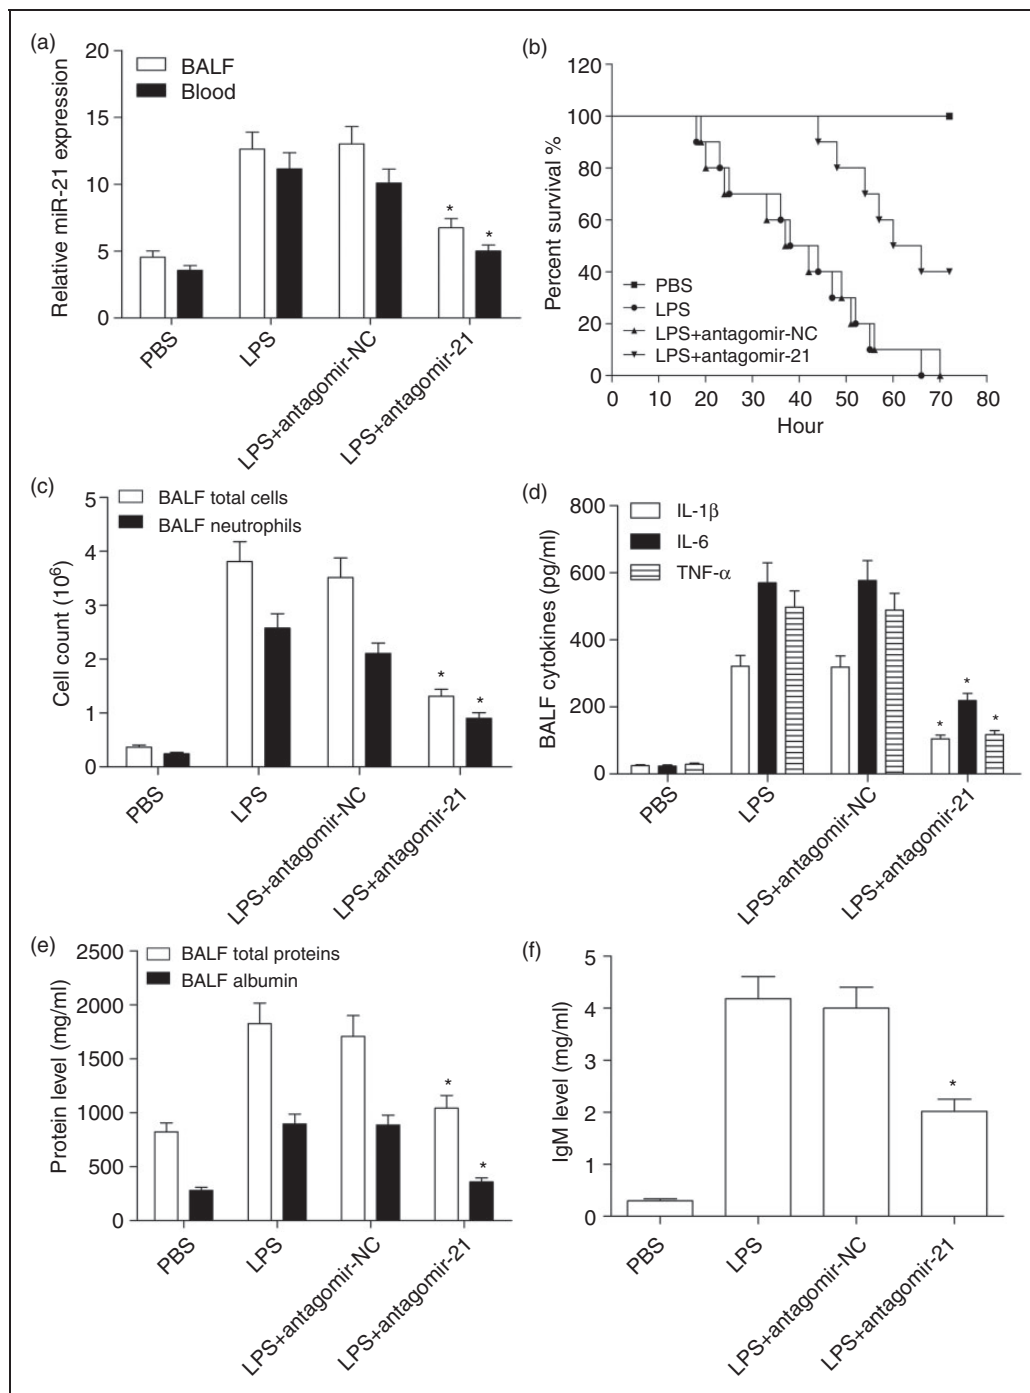 (a)
20
15
10
5
0
Relative miR-21 expression
BALF
Blood
*
*
PBS
LPS
LPS+antagomir-NC
LPS+antagomir-21
(b)
120
100
80
60
40
20
0
Percent survival %
PBS
LPS
LPS+antagomir-NC
LPS+antagomir-21
0 10 20 30 40 50 60 70 80
Hour
(c)
5
4
3
2
1
0
Cell count (10⁶)
BALF total cells
BALF neutrophils
*
*
PBS
LPS
LPS+antagomir-NC
LPS+antagomir-21
(d)
800
600
400
200
0
BALF cytokines (pg/ml)
IL-1β
IL-6
TNF-α
*
*
*
PBS
LPS
LPS+antagomir-NC
LPS+antagomir-21
(e)
2500
2000
1500
1000
500
0
Protein level (mg/ml)
BALF total proteins
BALF albumin
*
*
PBS
LPS
LPS+antagomir-NC
LPS+antagomir-21
(f)
5
4
3
2
1
0
IgM level (mg/ml)
*
PBS
LPS
LPS+antagomir-NC
LPS+antagomir-21